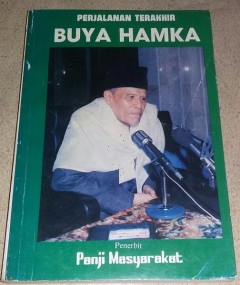 PERJALANAN TERAKHIR
BUYA HAMKA
Penerbit
Panji Masyarakat